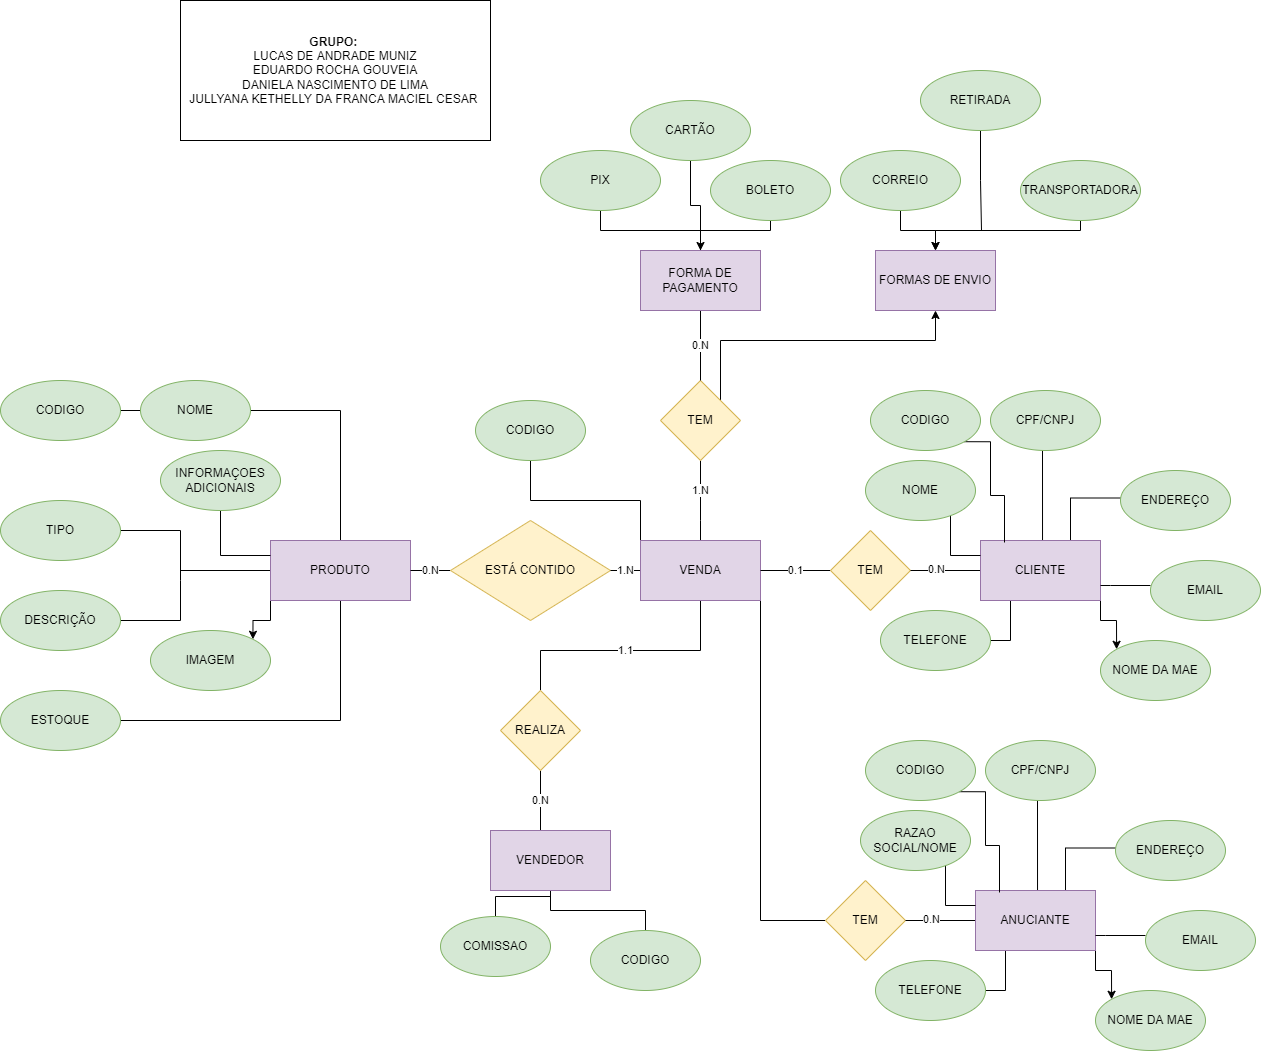 GRUPO:
LUCAS DE ANDRADE MUNIZ
EDUARDO ROCHA GOUVEIA
DANIELA NASCIMENTO DE LIMA
JULLYANA KETHELLY DA FRANCA MACIEL CESAR
RETIRADA
CARTÃO
PIX
BOLETO
CORREIO
TRANSPORTADORA
FORMA DE
PAGAMENTO
FORMAS DE ENVIO
0.N
TEM
1.N
CODIGO
NOME
INFORMAÇOES
ADICIONAIS
TIPO
DESCRIÇÃO
IMAGEM
ESTOQUE
PRODUTO
0.N
ESTÁ CONTIDO
1.N
CODIGO
VENDA
0.1
TEM
0.N
CODIGO
CPF/CNPJ
NOME
ENDEREÇO
CLIENTE
EMAIL
TELEFONE
NOME DA MAE
1.1
REALIZA
0.N
VENDEDOR
COMISSAO
CODIGO
CODIGO
CPF/CNPJ
RAZAO
SOCIAL/NOME
ENDEREÇO
TEM
0.N
ANUCIANTE
EMAIL
TELEFONE
NOME DA MAE